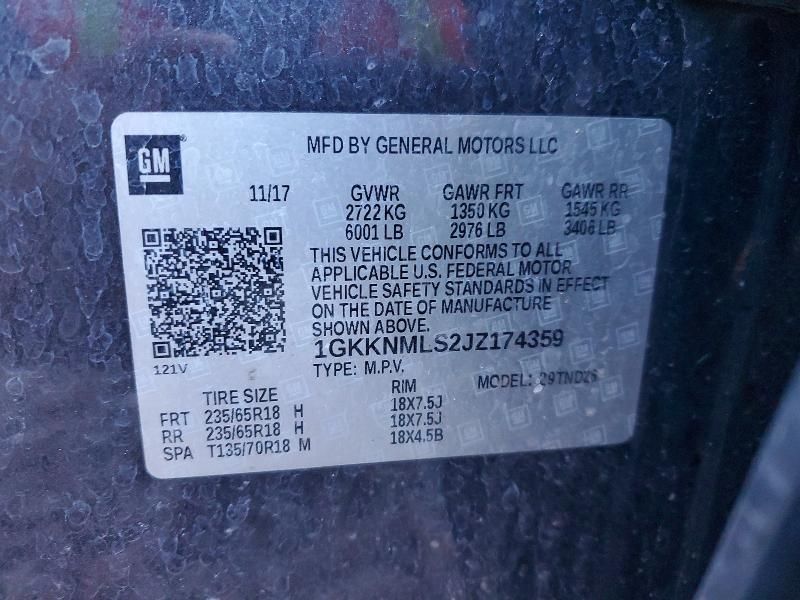 GM
MFD BY GENERAL MOTORS LLC
11/17 GVWR GAWR FRT GAWR RR
2722 KG 1350 KG 1545 KG
6001 LB 2976 LB 3406 LB
THIS VEHICLE CONFORMS TO ALL
APPLICABLE U.S. FEDERAL MOTOR
VEHICLE SAFETY STANDARDS IN EFFECT
ON THE DATE OF MANUFACTURE
SHOWN ABOVE.
1GKKNMLS2JZ174359
121V
TYPE: M.P.V. MODEL:
TIRE SIZE RIM
FRT 235/65R18 H 18X7.5J
RR 235/65R18 H 18X7.5J
SPA T135/70R18 M 18X4.5B